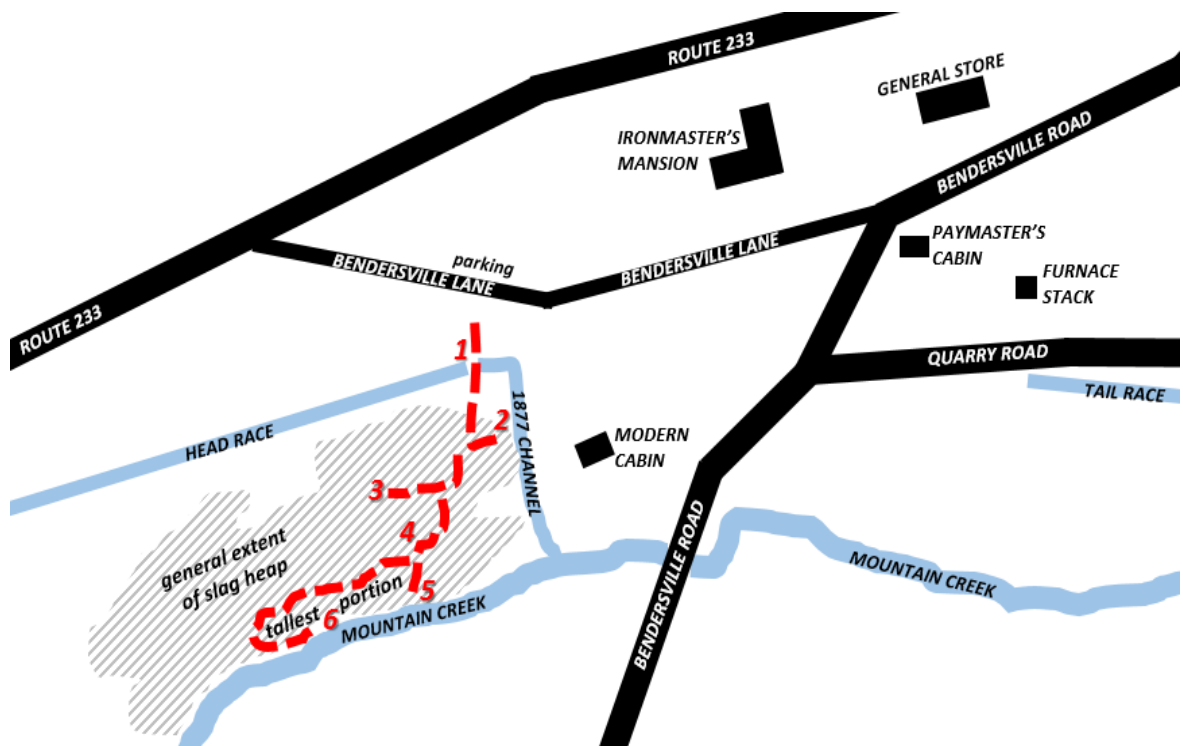 ROUTE 233
GENERAL STORE
IRONMASTER'S
MANSION
BENDERSVILLE ROAD
PAYMASTER'S
CABIN
parking
BENDERSVILLE LANE
BENDERSVILLE LANE
FURNACE
STACK
ROUTE 233
1
QUARRY ROAD
TAIL RACE
HEAD RACE
1877 CHANNEL
2
MODERN
CABIN
3
4
general extent
of slag heap
5
tallest portion
6
MOUNTAIN CREEK
MOUNTAIN CREEK
BENDERSVILLE ROAD